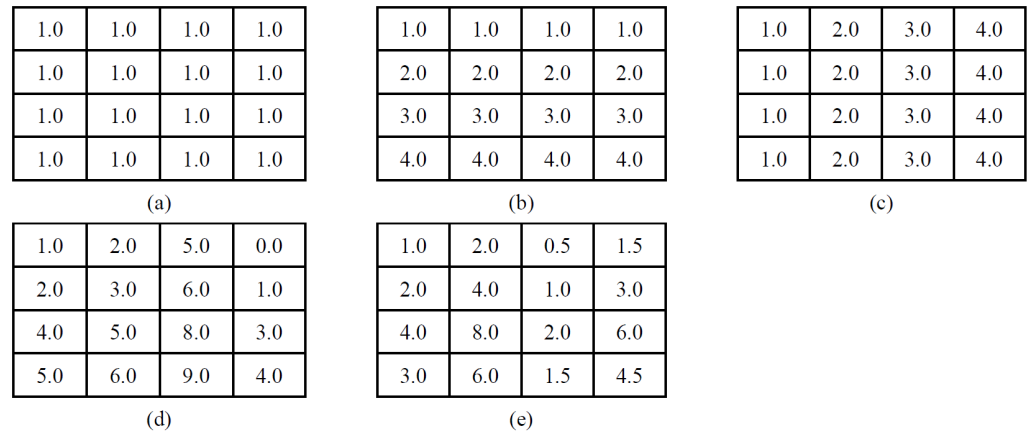 1.0 1.0 1.0 1.0 1.0 1.0 1.0 1.0 1.0 2.0 3.0 4.0
1.0 1.0 1.0 1.0 2.0 2.0 2.0 2.0 1.0 2.0 3.0 4.0
1.0 1.0 1.0 1.0 3.0 3.0 3.0 3.0 1.0 2.0 3.0 4.0
1.0 1.0 1.0 1.0 4.0 4.0 4.0 4.0 1.0 2.0 3.0 4.0
(a) (b) (c)
1.0 2.0 5.0 0.0 1.0 2.0 0.5 1.5
2.0 3.0 6.0 1.0 2.0 4.0 1.0 3.0
4.0 5.0 8.0 3.0 4.0 8.0 2.0 6.0
5.0 6.0 9.0 4.0 3.0 6.0 1.5 4.5
(d) (e)